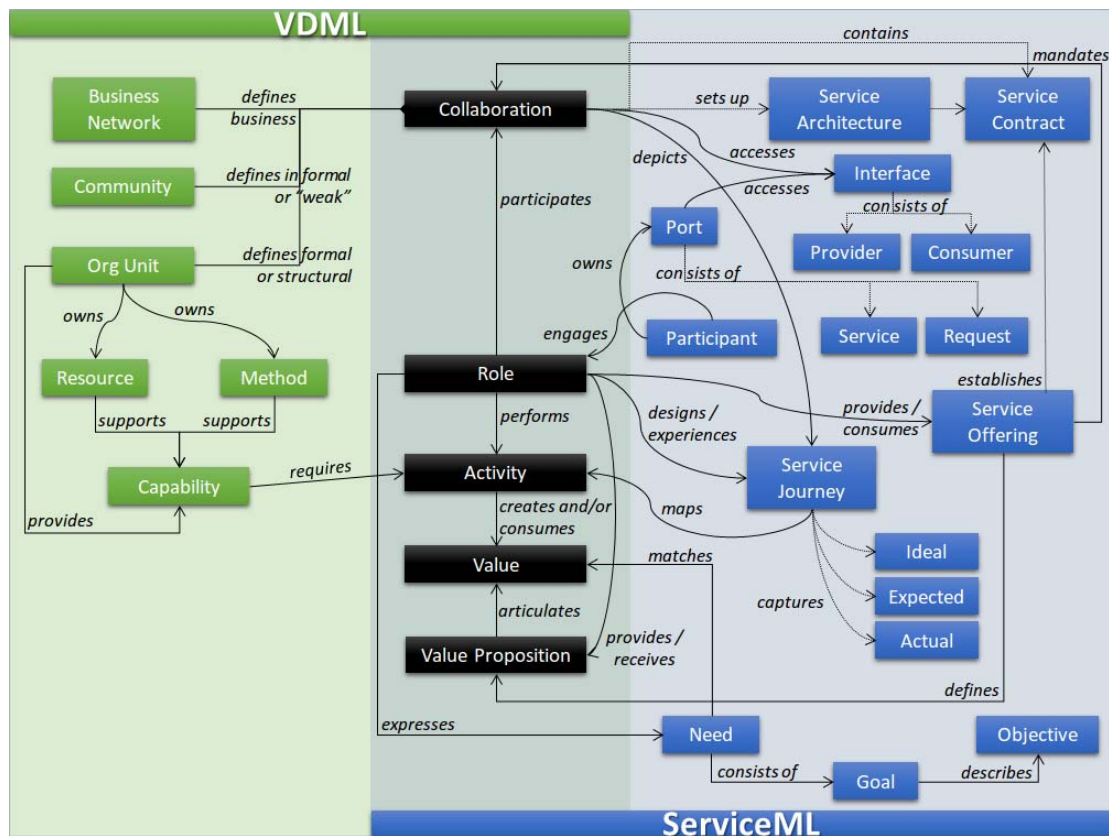 VDML
contains
mandates
Business
Network
defines
business
Collaboration
sets up
Service
Architecture
Service
Contract
depicts
accesses
Interface
Community
defines in formal
or “weak”
accesses
participates
consists of
Port
Org Unit
defines formal
or structural
Provider
Consumer
owns
consists of
owns
owns
engages
Participant
Service
Request
Resource
Method
Role
establishes
supports
supports
performs
designs /
experiences
provides /
consumes
Service
Offering
Capability
requires
Activity
Service
Journey
provides
creates and/or
consumes
maps
Value
matches
Ideal
articulates
captures
Expected
Value Proposition
provides /
receives
Actual
defines
expresses
Need
Objective
consists of
Goal
describes
ServiceML